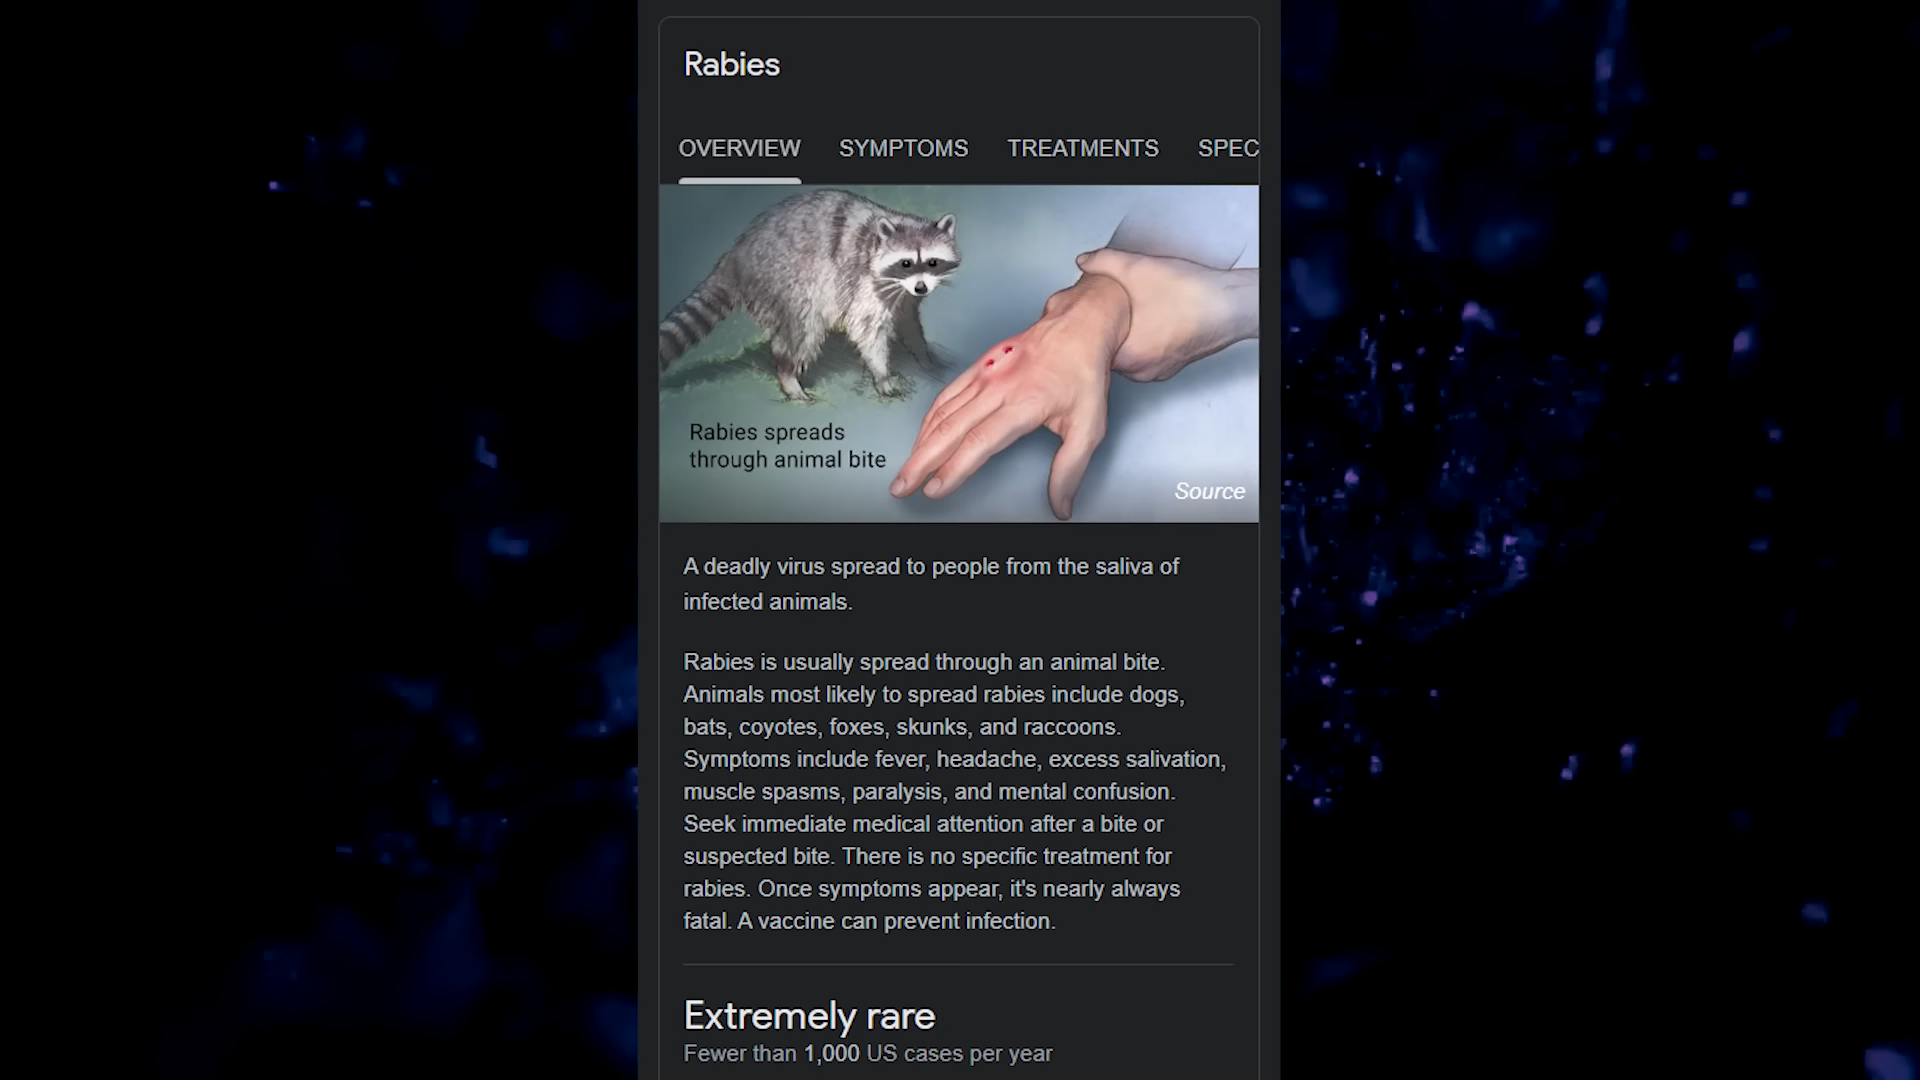 Rabies
OVERVIEW SYMPTOMS TREATMENTS SPEC
Rabies spreads
through animal bite
Source
A deadly virus spread to people from the saliva of
infected animals.
Rabies is usually spread through an animal bite.
Animals most likely to spread rabies include dogs,
bats, coyotes, foxes, skunks, and raccoons.
Symptoms include fever, headache, excess salivation,
muscle spasms, paralysis, and mental confusion.
Seek immediate medical attention after a bite or
suspected bite. There is no specific treatment for
rabies. Once symptoms appear, it's nearly always
fatal. A vaccine can prevent infection.
Extremely rare
Fewer than 1,000 US cases per year